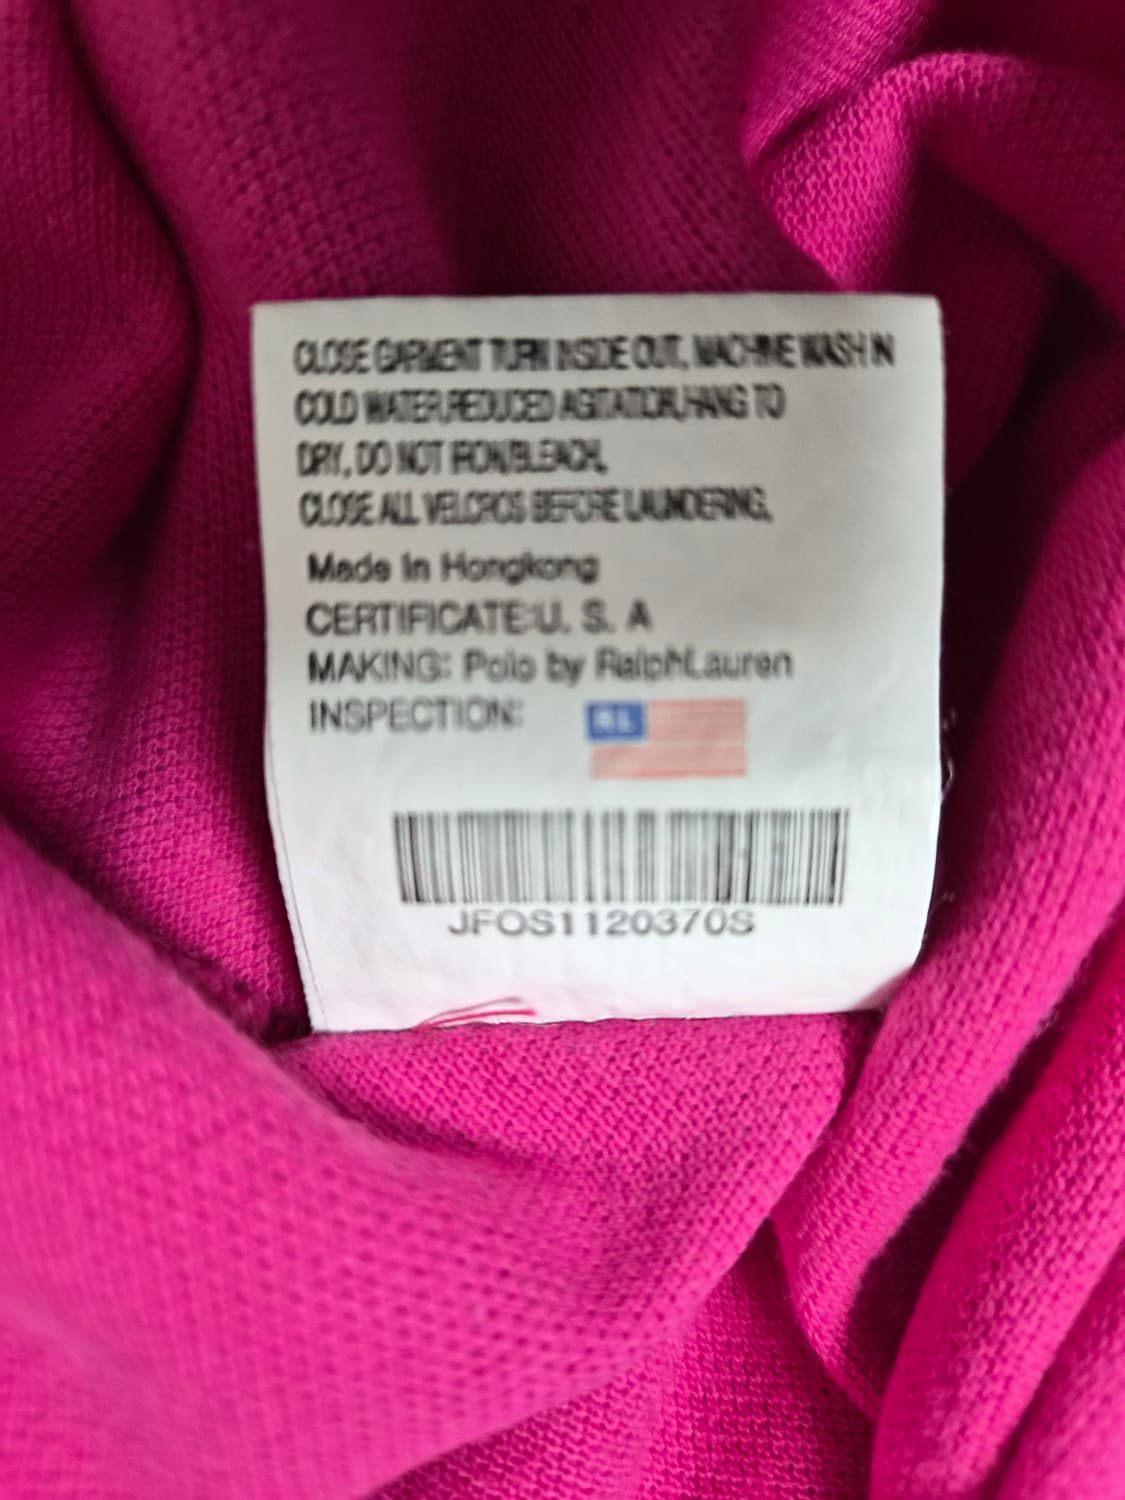 CLOSE GARMENT TURN INSIDE OUT, MACHINE WASH IN
COLD WATER,REDUCED AGITATION,HANG TO
DRY, DO NOT IRON/BLEACH,
CLOSE ALL VELCROS BEFORE LAUNDERING,
Made In Hongkong
CERTIFICATE:U. S. A
MAKING: Polo by RalphLauren
INSPECTION:
RL
JFOS1120370S